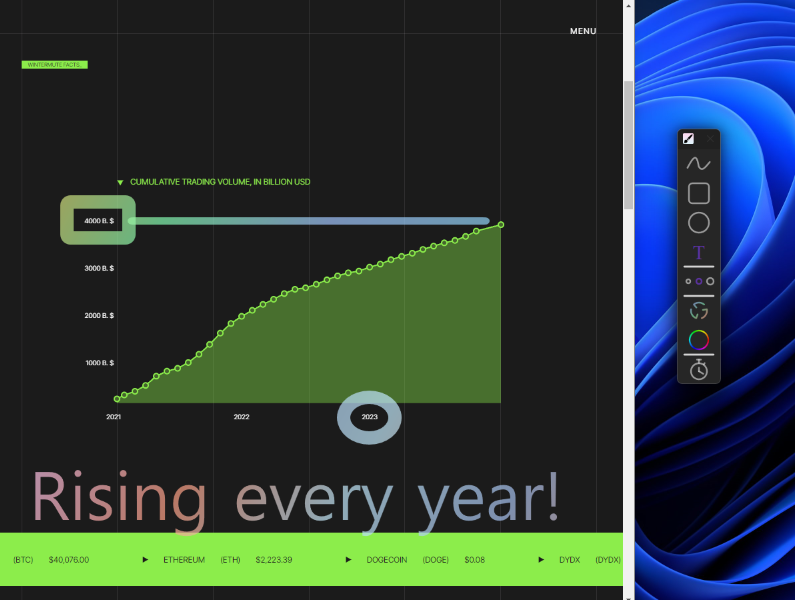 MENU
WINTERMUTE FACTS_
▼ CUMULATIVE TRADING VOLUME, IN BILLION USD
4000 B. $
3000 B. $
2000 B. $
1000 B. $
2021 2022 2023
Rising every year!
(BTC) $40,076.00 ► ETHEREUM (ETH) $2,223.39 ► DOGECOIN (DOGE) $0.08 ► DYDX (DYDX)
T